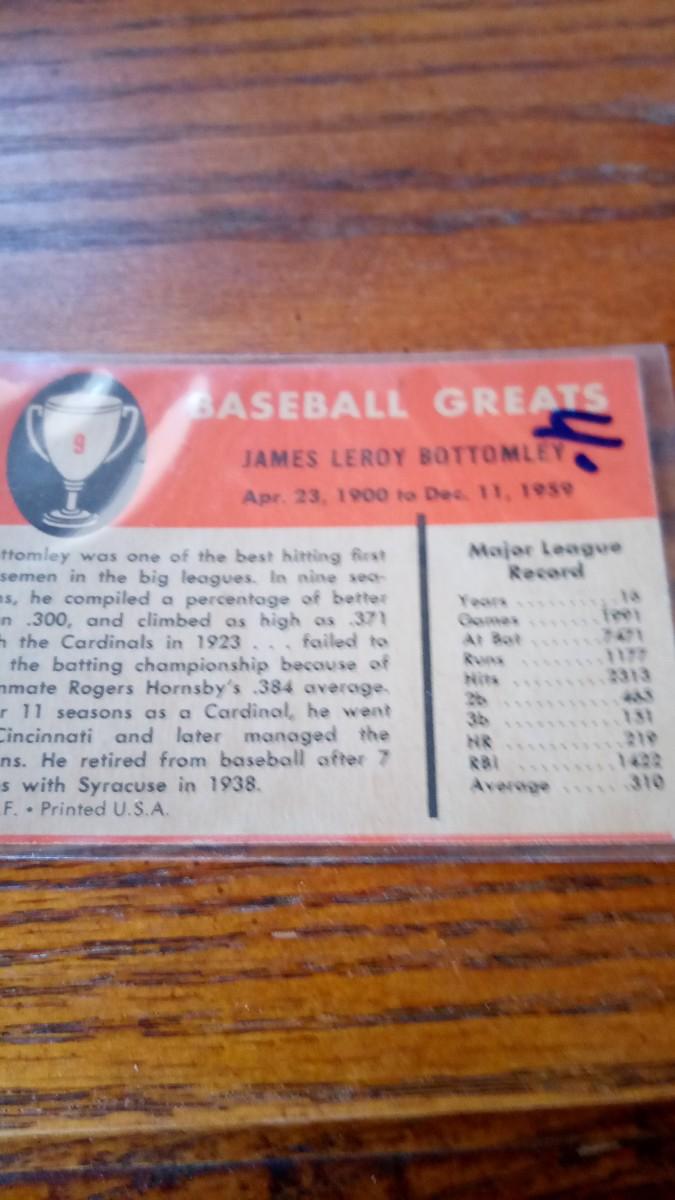 9
BASEBALL GREATS
JAMES LEROY BOTTOMLEY
Apr. 23, 1900 to Dec. 11, 1959
ttomley was one of the best hitting first
semen in the big leagues. In nine sea-
s, he compiled a percentage of better
n .300, and climbed as high as .371
h the Cardinals in 1923 . . . failed to
the batting championship because of
mmate Rogers Hornsby's .384 average.
r 11 seasons as a Cardinal, he went
Cincinnati and later managed the
ns. He retired from baseball after 7
s with Syracuse in 1938.
F. • Printed U.S.A.
Major League
Record
Years ........... 16
Games .......... 1991
At Bat ....... 7471
Runs .......... 1177
Hits ........... 2313
2b ............. 465
3b ............. 151
HR ............. 219
RBI ............ 1422
Average ...... .310